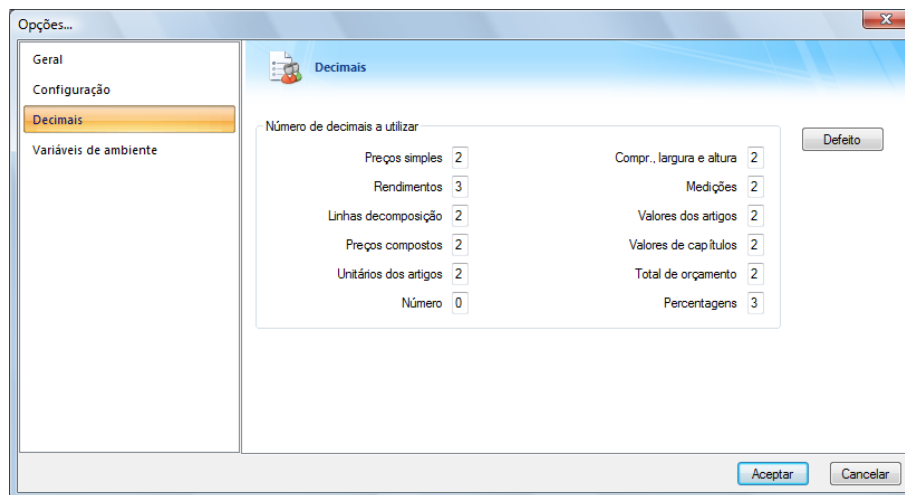 Opções...
Geral
Configuração
Decimais
Variáveis de ambiente
Decimais
Número de decimais a utilizar
Preços simples 2
Rendimentos 3
Linhas decomposição 2
Preços compostos 2
Unitários dos artigos 2
Número 0
Compr., largura e altura 2
Medições 2
Valores dos artigos 2
Valores de capítulos 2
Total de orçamento 2
Percentagens 3
Defeito
Aceptar
Cancelar